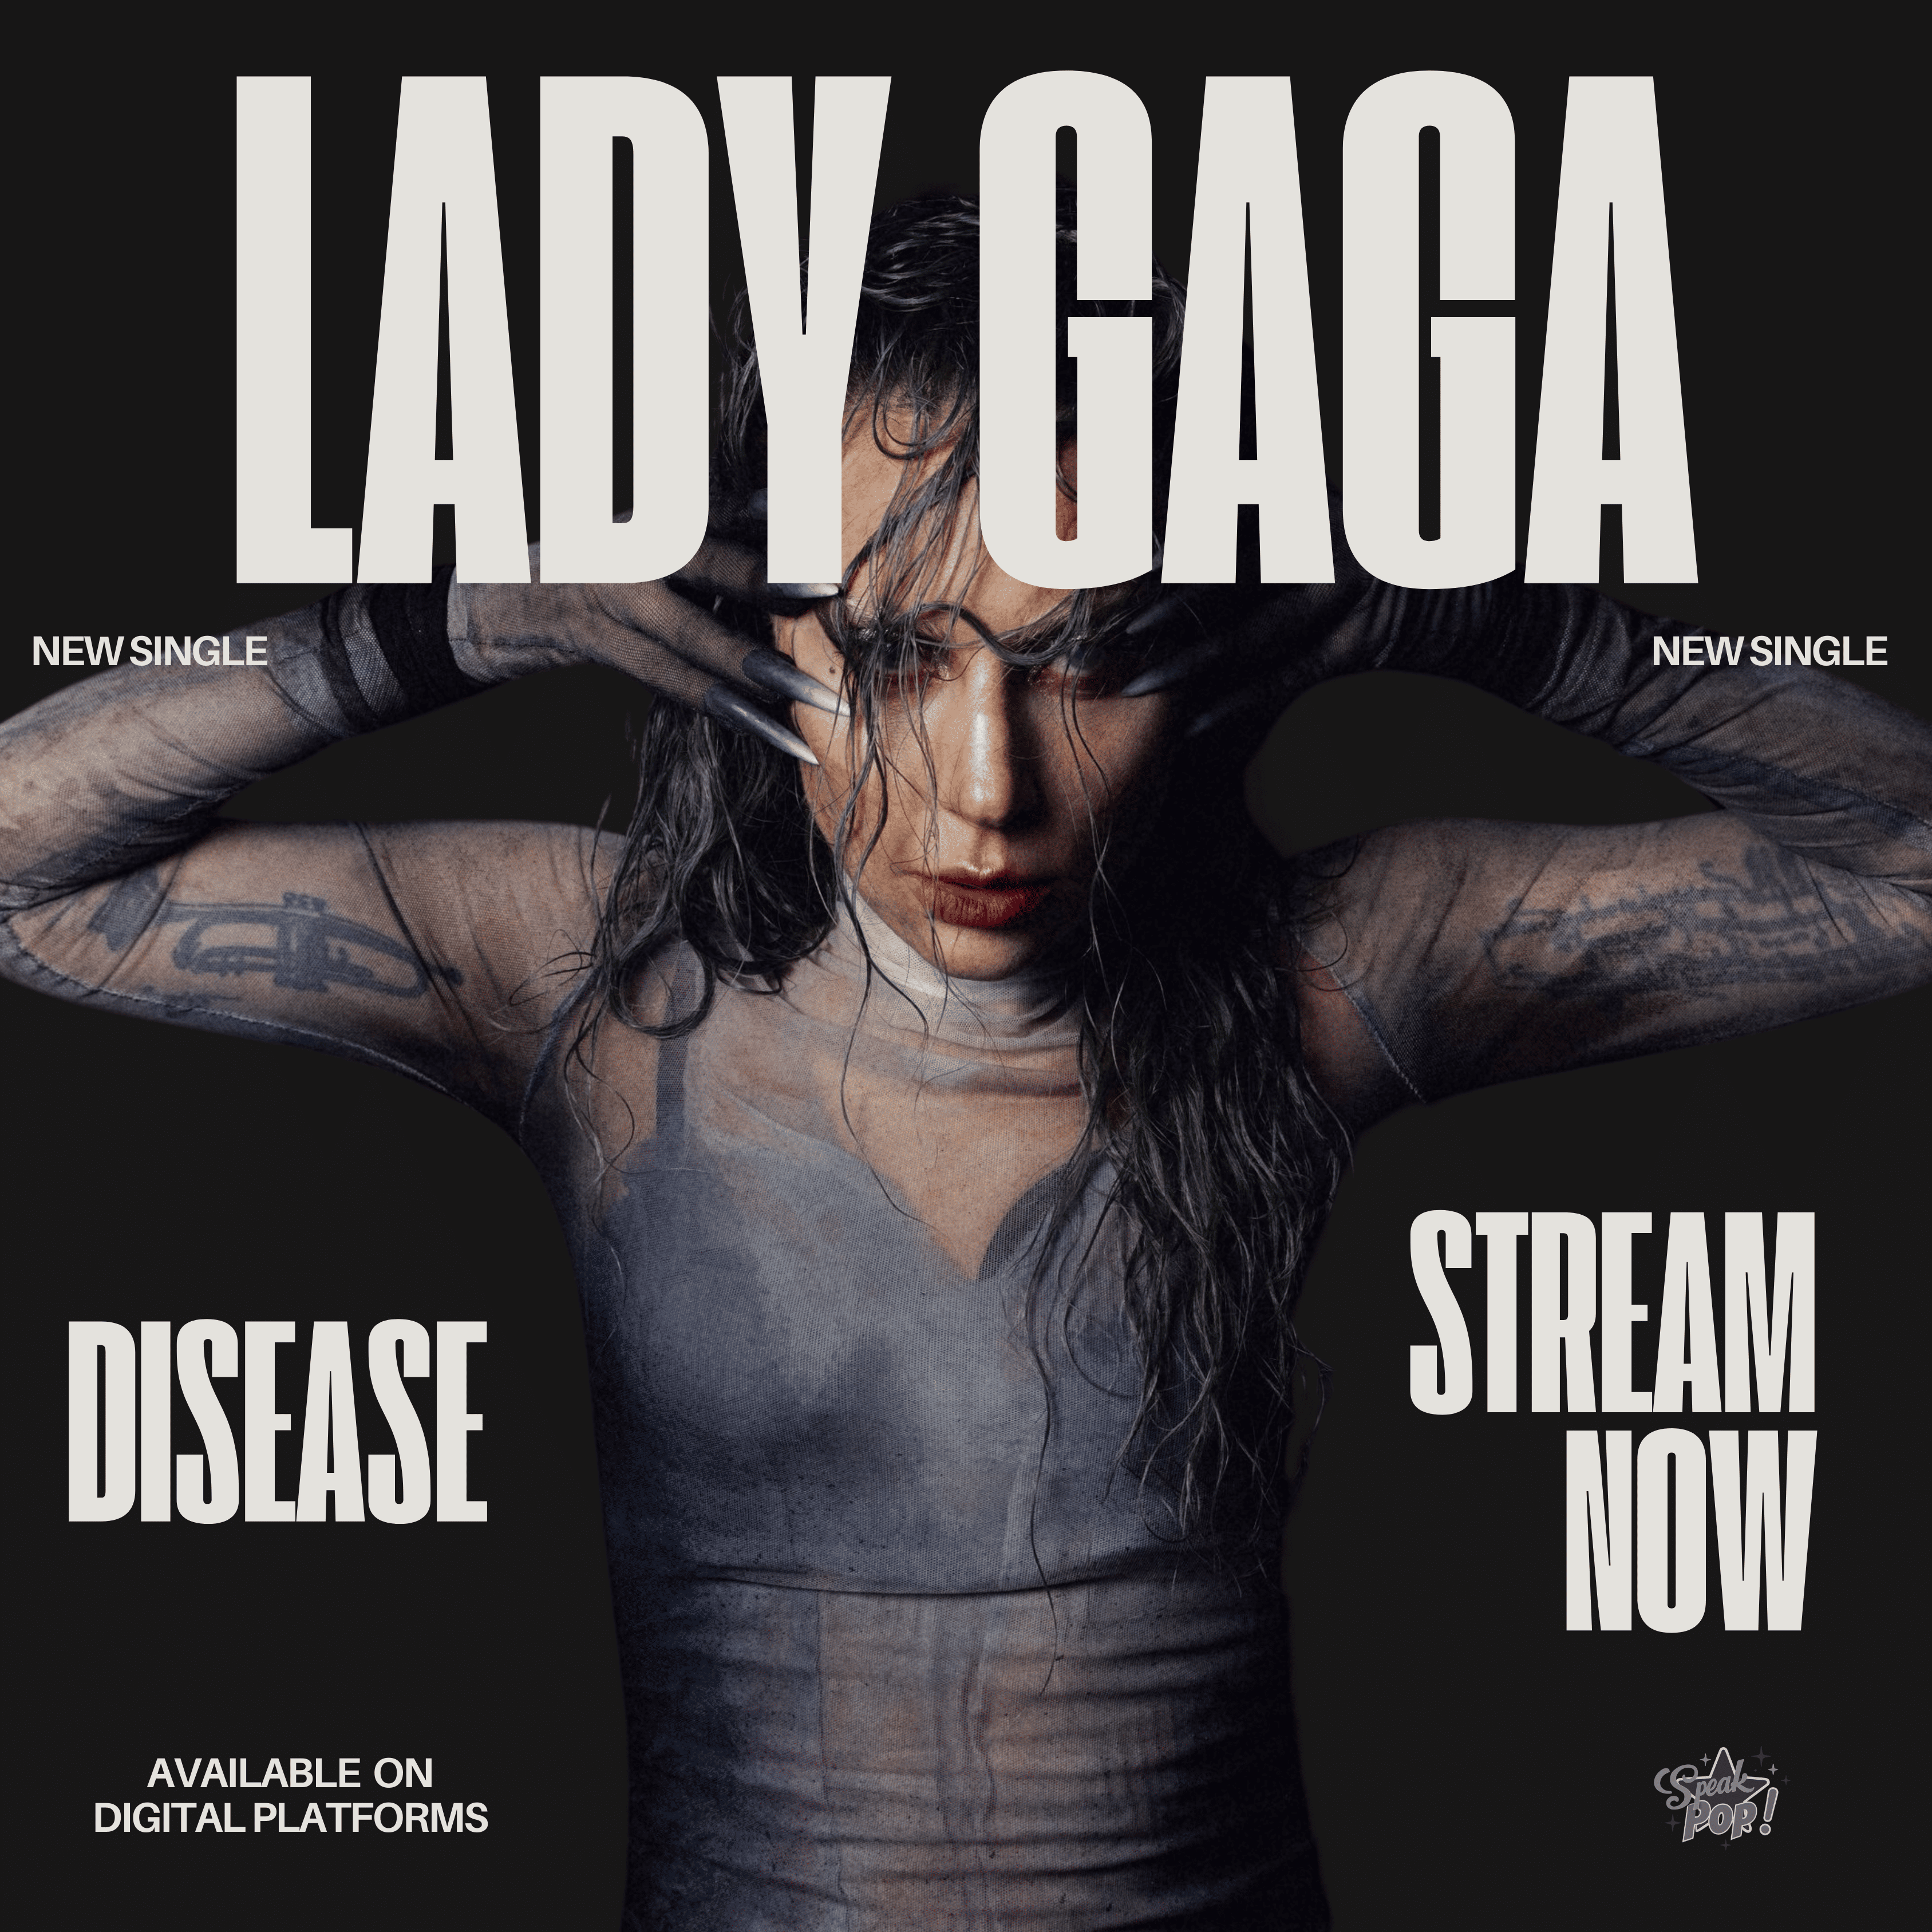 LADY GAGA
NEW SINGLE
NEW SINGLE
DISEASE
STREAM
NOW
AVAILABLE ON
DIGITAL PLATFORMS
Speak
POP!